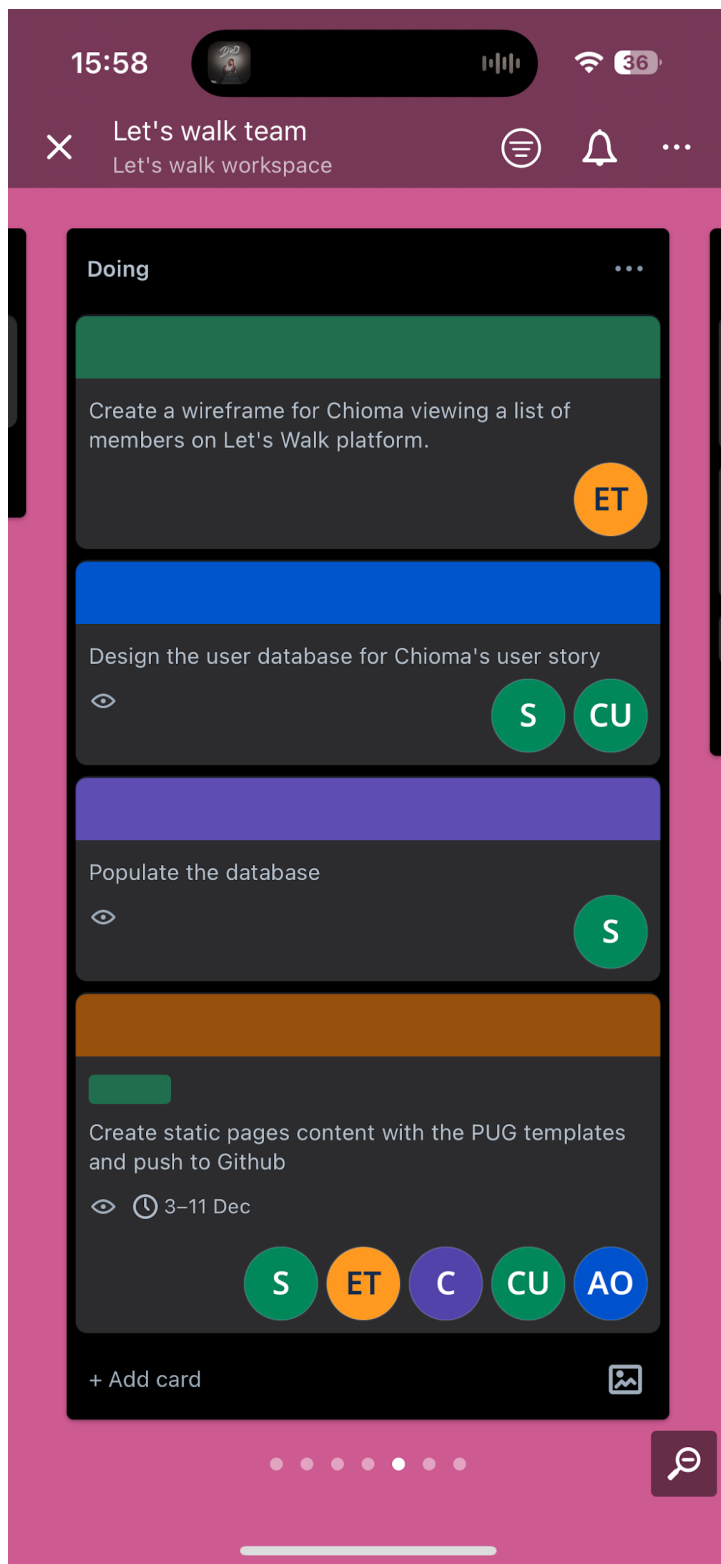 15:58
DnD
36
Let's walk team
Let's walk workspace
Doing
Create a wireframe for Chioma viewing a list of
members on Let's Walk platform.
ET
Design the user database for Chioma's user story
S CU
Populate the database
S
Create static pages content with the PUG templates
and push to Github
3–11 Dec
S ET C CU AO
+ Add card